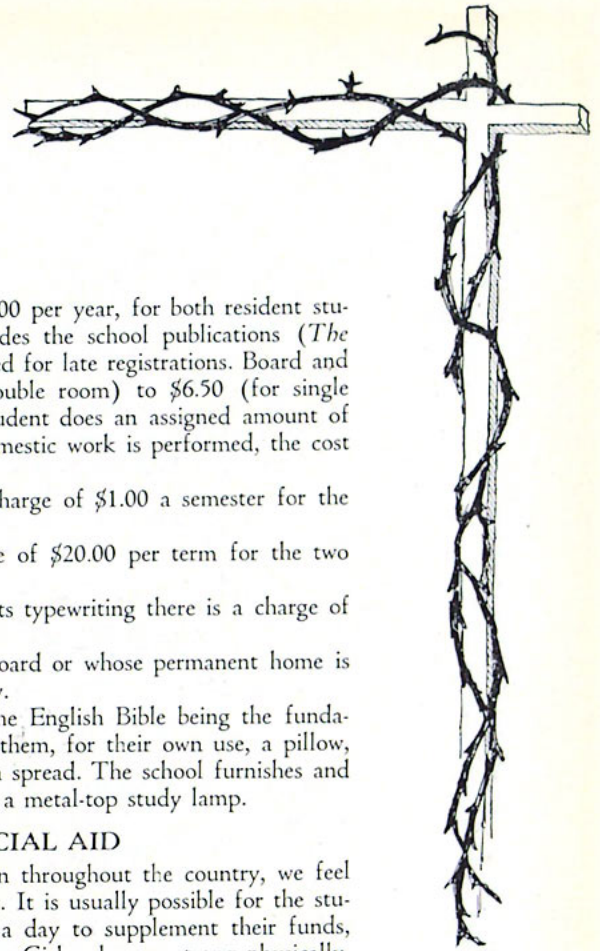 00 per year, for both resident stu-
des the school publications (The
ed for late registrations. Board and
ouble room) to $6.50 (for single
udent does an assigned amount of
mestic work is performed, the cost
harge of $1.00 a semester for the
e of $20.00 per term for the two
ts typewriting there is a charge of
oard or whose permanent home is
y.
ne English Bible being the funda-
them, for their own use, a pillow,
n spread. The school furnishes and
a metal-top study lamp.
CIAL AID
n throughout the country, we feel
. It is usually possible for the stu-
a day to supplement their funds,